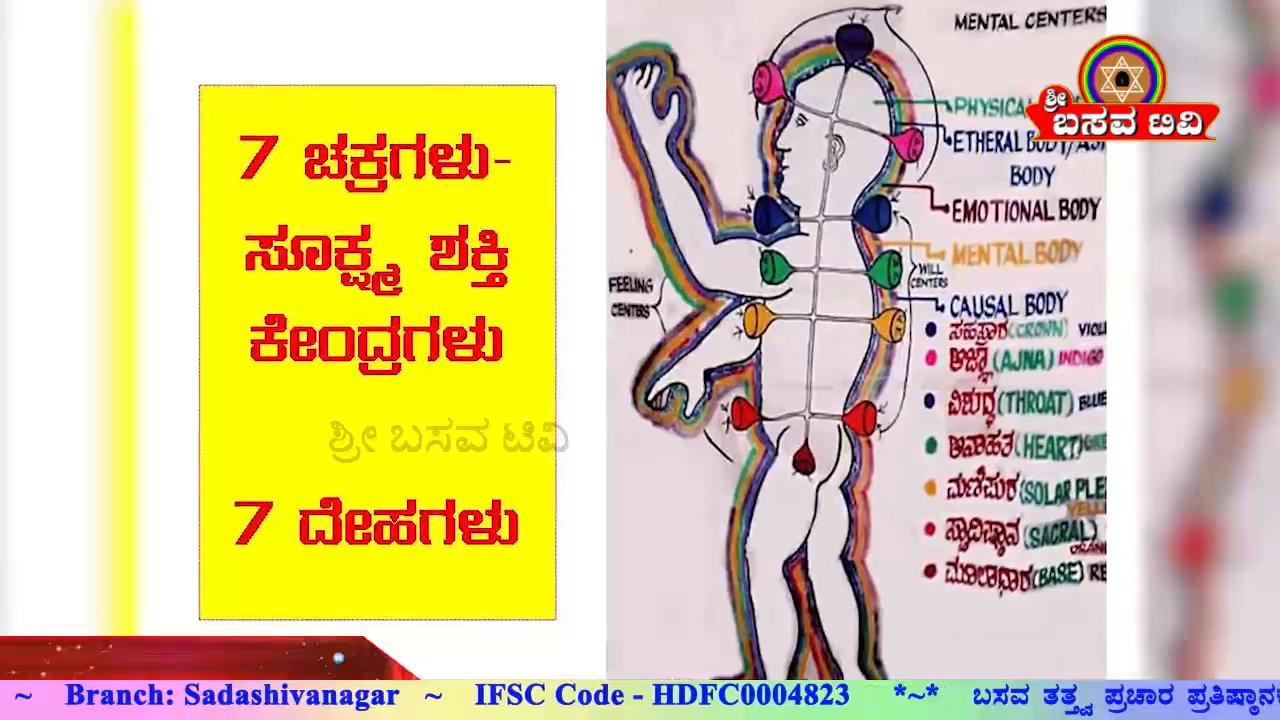 7 ಚಕ್ರಗಳು-
ಸೂಕ್ಷ್ಮ ಶಕ್ತಿ
ಕೇಂದ್ರಗಳು
7 ದೇಹಗಳು
ಶ್ರೀ ಬಸವ ಟಿವಿ
MENTAL CENTERS
PHYSICAL
ETHERAL BODY/
BODY
EMOTIONAL BODY
MENTAL BODY
WILL
CENTERS
CAUSAL BODY
FEELING
CENTERS
ಸಹಸ್ರಾರ (CROWN)
ಆಜ್ಞಾ (AJNA) INDIGO
ವಿಶುದ್ಧ (THROAT) BLUE
ಅನಾಹತ (HEART)
ಮಣಿಪುರ (SOLAR
ಸ್ವಾದಿಷ್ಠಾನ (SACRAL)
ಮೂಲಾಧಾರ (BASE)
ಶ್ರೀ
ಬಸವ ಟಿವಿ
~ Branch: Sadashivanagar ~ IFSC Code - HDFC0004823 *~* ಬಸವ ತತ್ತ್ವ ಪ್ರಚಾರ ಪ್ರತಿಷ್ಠಾನ